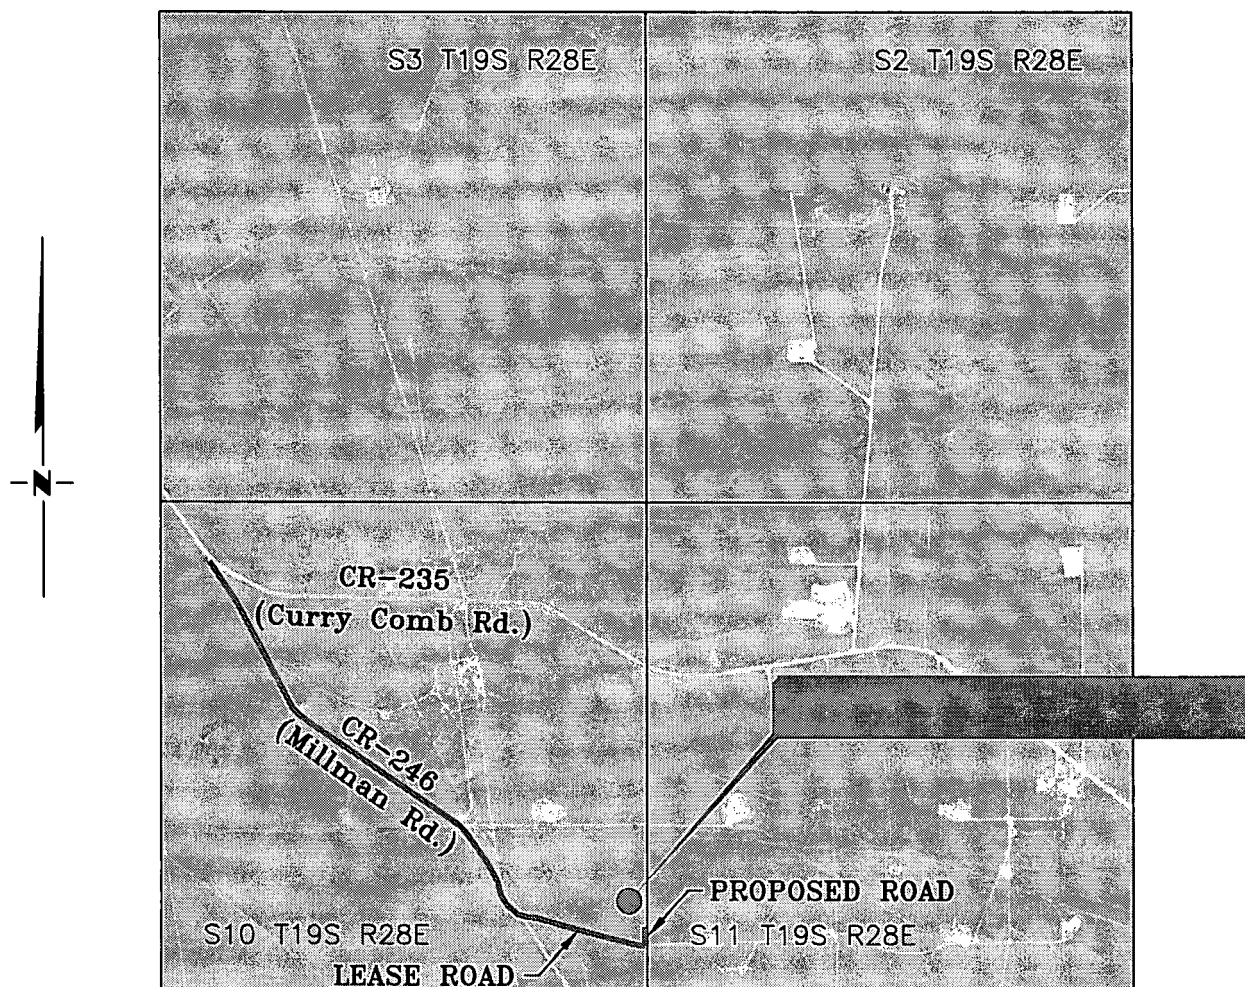 S3 T19S R28E
S2 T19S R28E
N
CR-235
(Curry Comb Rd.)
CR-246
(Millman Rd.)
PROPOSED ROAD
S10 T19S R28E
S11 T19S R28E
LEASE ROAD